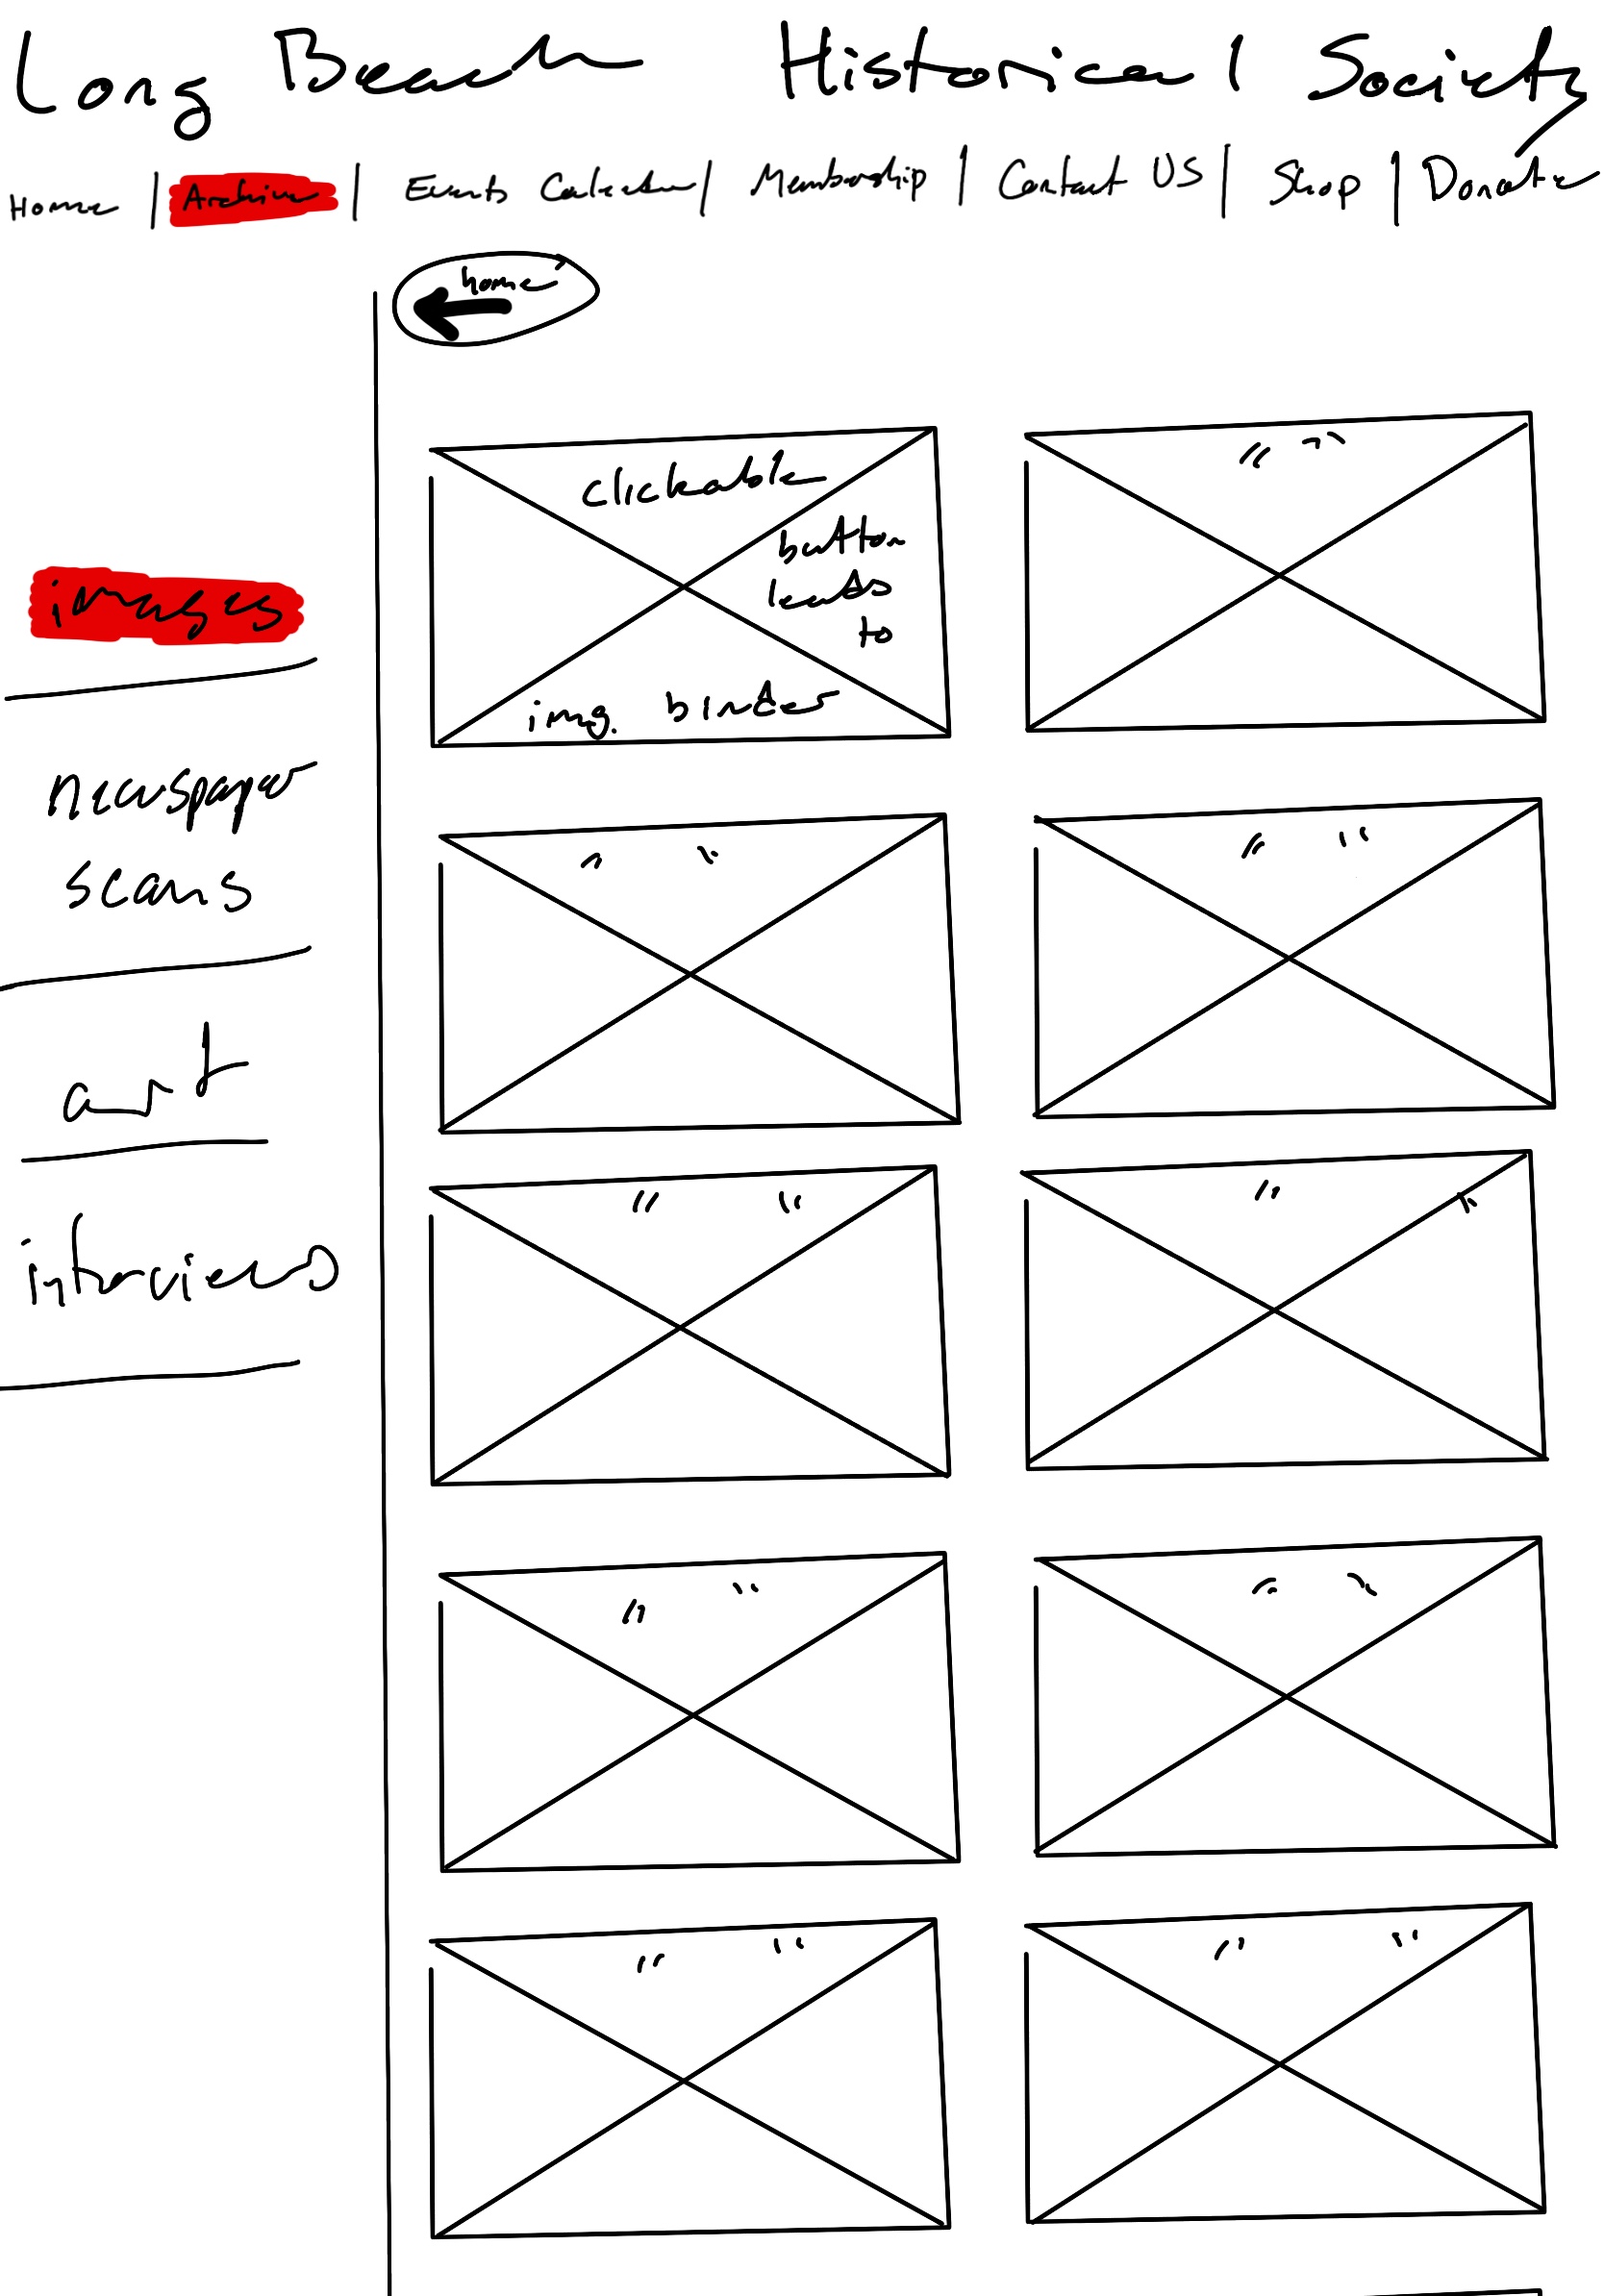 Long Beach Historical Society
Home | Archive | Events Calendar | Membership | Contact US | Shop | Donate
home
clickable
button
leads
to
img. binder
" "
images
" "
" "
newspaper
scans
art
" "
" "
interviews
" "
" "
" "
" "